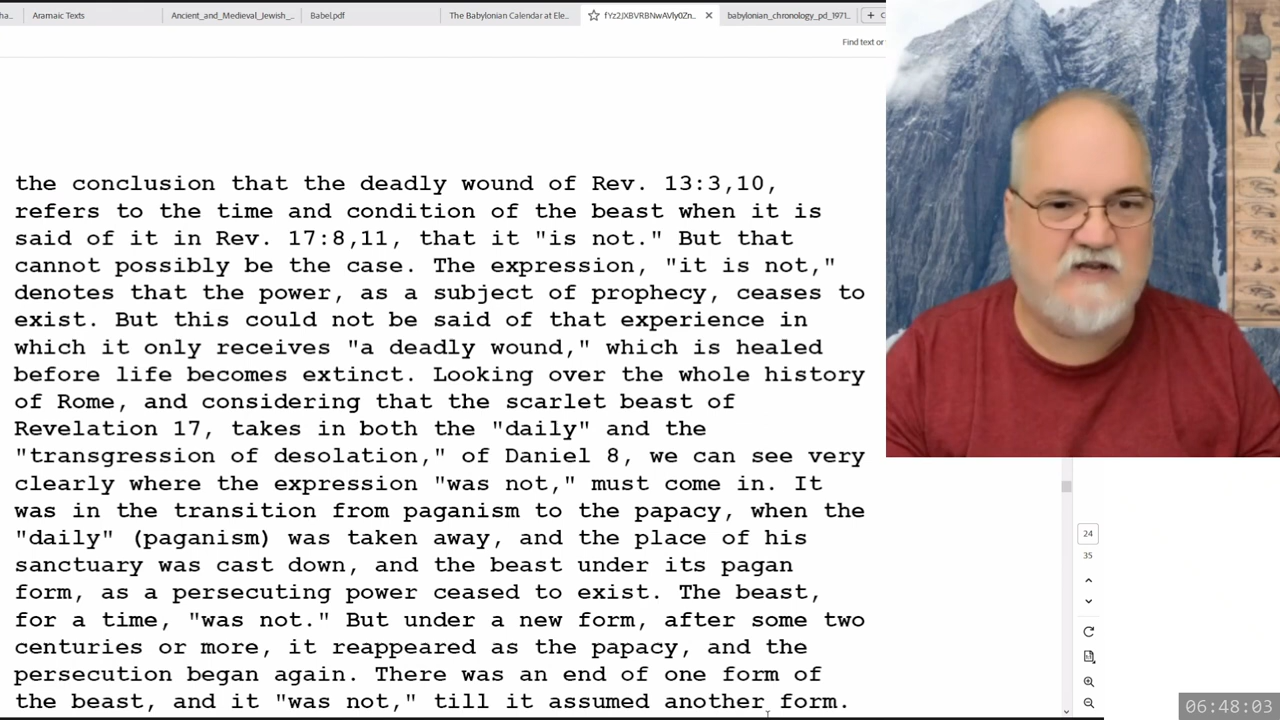 Aramaic Texts
Ancient_and_Medieval_Jewish_...
Babel.pdf
The Babylonian Calendar at Ele...
fYz2JXBVRBNwAVly0Zn...
babylonian_chronology_pd_1971...
Find text or
the conclusion that the deadly wound of Rev. 13:3,10,
refers to the time and condition of the beast when it is
said of it in Rev. 17:8,11, that it "is not." But that
cannot possibly be the case. The expression, "it is not,"
denotes that the power, as a subject of prophecy, ceases to
exist. But this could not be said of that experience in
which it only receives "a deadly wound," which is healed
before life becomes extinct. Looking over the whole history
of Rome, and considering that the scarlet beast of
Revelation 17, takes in both the "daily" and the
"transgression of desolation," of Daniel 8, we can see very
clearly where the expression "was not," must come in. It
was in the transition from paganism to the papacy, when the
"daily" (paganism) was taken away, and the place of his
sanctuary was cast down, and the beast under its pagan
form, as a persecuting power ceased to exist. The beast,
for a time, "was not." But under a new form, after some two
centuries or more, it reappeared as the papacy, and the
persecution began again. There was an end of one form of
the beast, and it "was not," till it assumed another form.
24
35
06:48:03